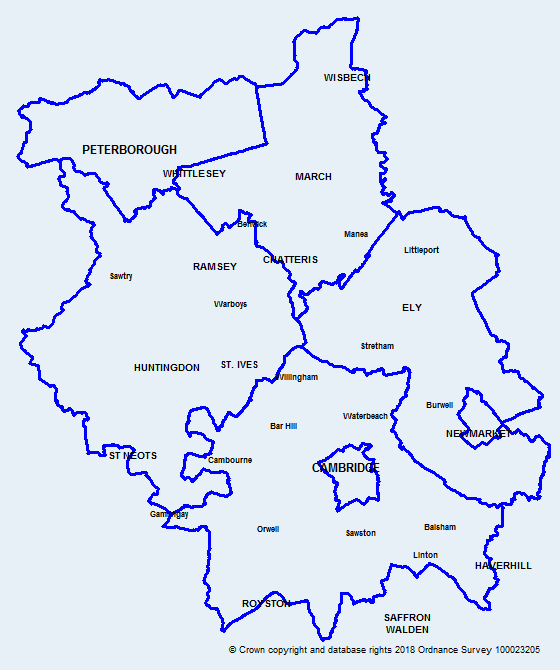 WISBECH
PETERBOROUGH
WHITTLESEY
MARCH
Benwick
Manea
Littleport
CHATTERIS
RAMSEY
Sawtry
Warboys
ELY
Stretham
HUNTINGDON
ST. IVES
Willingham
Burwell
Bar Hill
Waterbeach
NEWMARKET
ST NEOTS
Cambourne
CAMBRIDGE
Gamlingay
Orwell
Sawston
Balsham
Linton
HAVERHILL
ROYSTON
SAFFRON
WALDEN
© Crown copyright and database rights 2018 Ordnance Survey 100023205